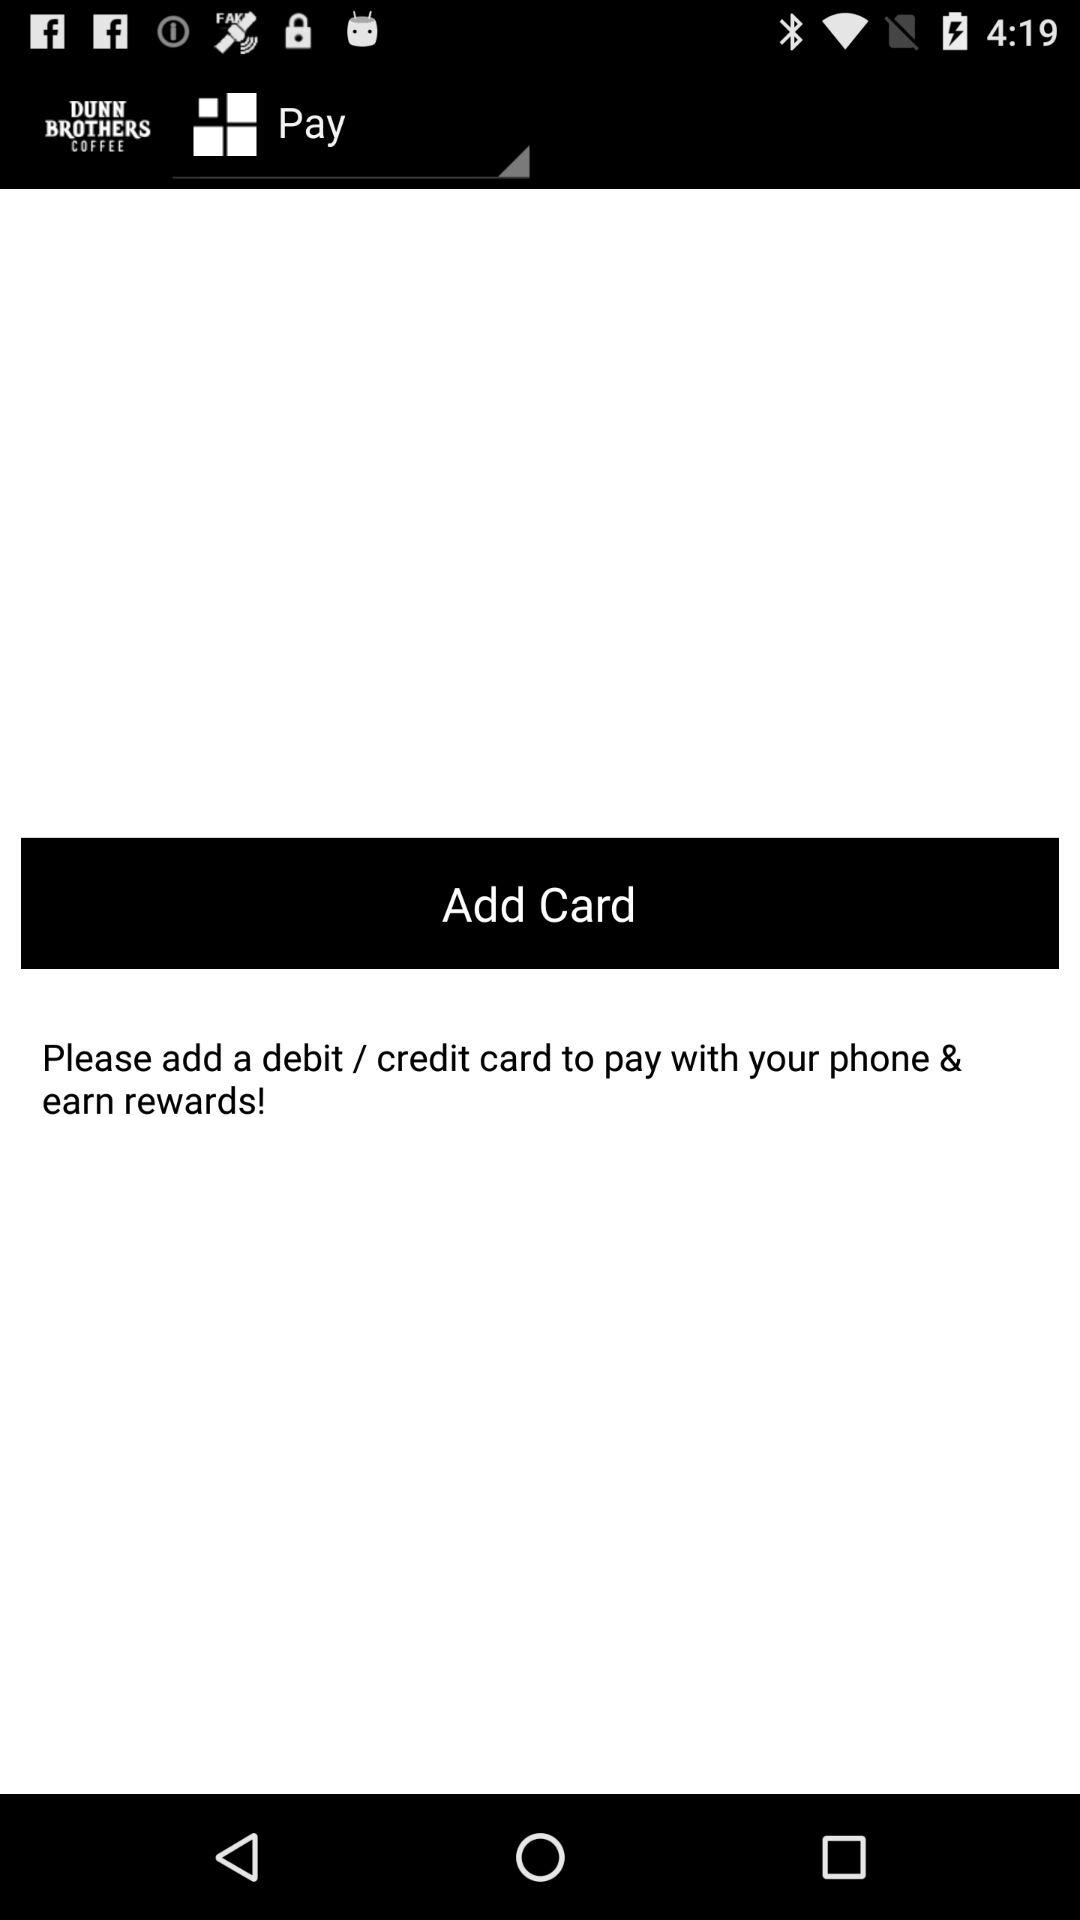 FAKE
4:19
DUNN
BROTHERS
COFFEE
Pay
Add Card
Please add a debit / credit card to pay with your phone &
earn rewards!